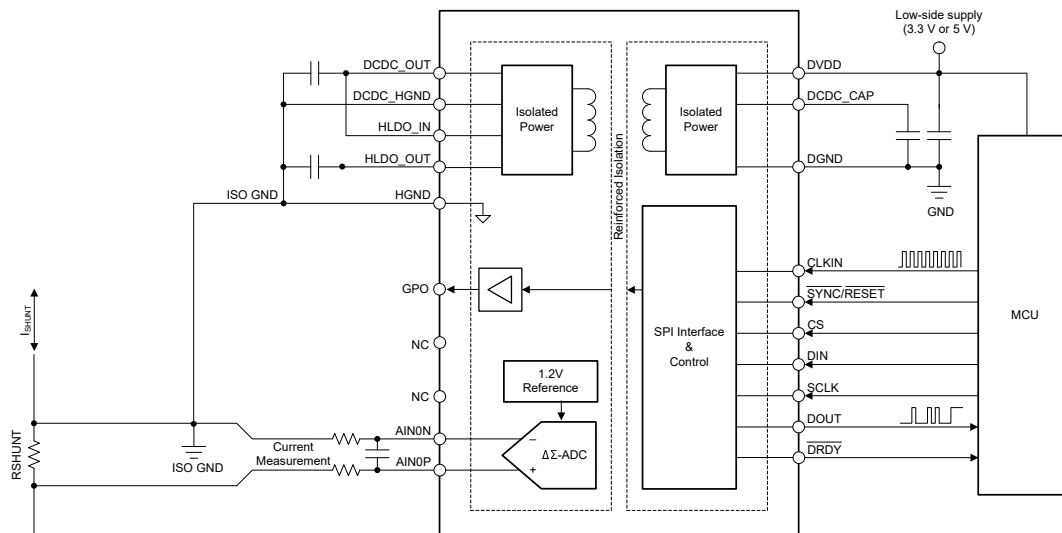 Low-side supply
(3.3 V or 5 V)
DCDC_OUT
DVDD
DCDC_HGND
DCDC_CAP
Isolated
Power
Isolated
Power
HLDO_IN
HLDO_OUT
DGND
ISO GND
HGND
GND
Reinforced Isolation
CLKIN
GPO
SYNC/RESET
MCU
ISHUNT
NC
CS
SPI Interface
&
Control
DIN
1.2V
Reference
NC
SCLK
DOUT
AIN0N
−
RSHUNT
ISO GND
Current
Measurement
ΔΣ-ADC
AIN0P
+
DRDY